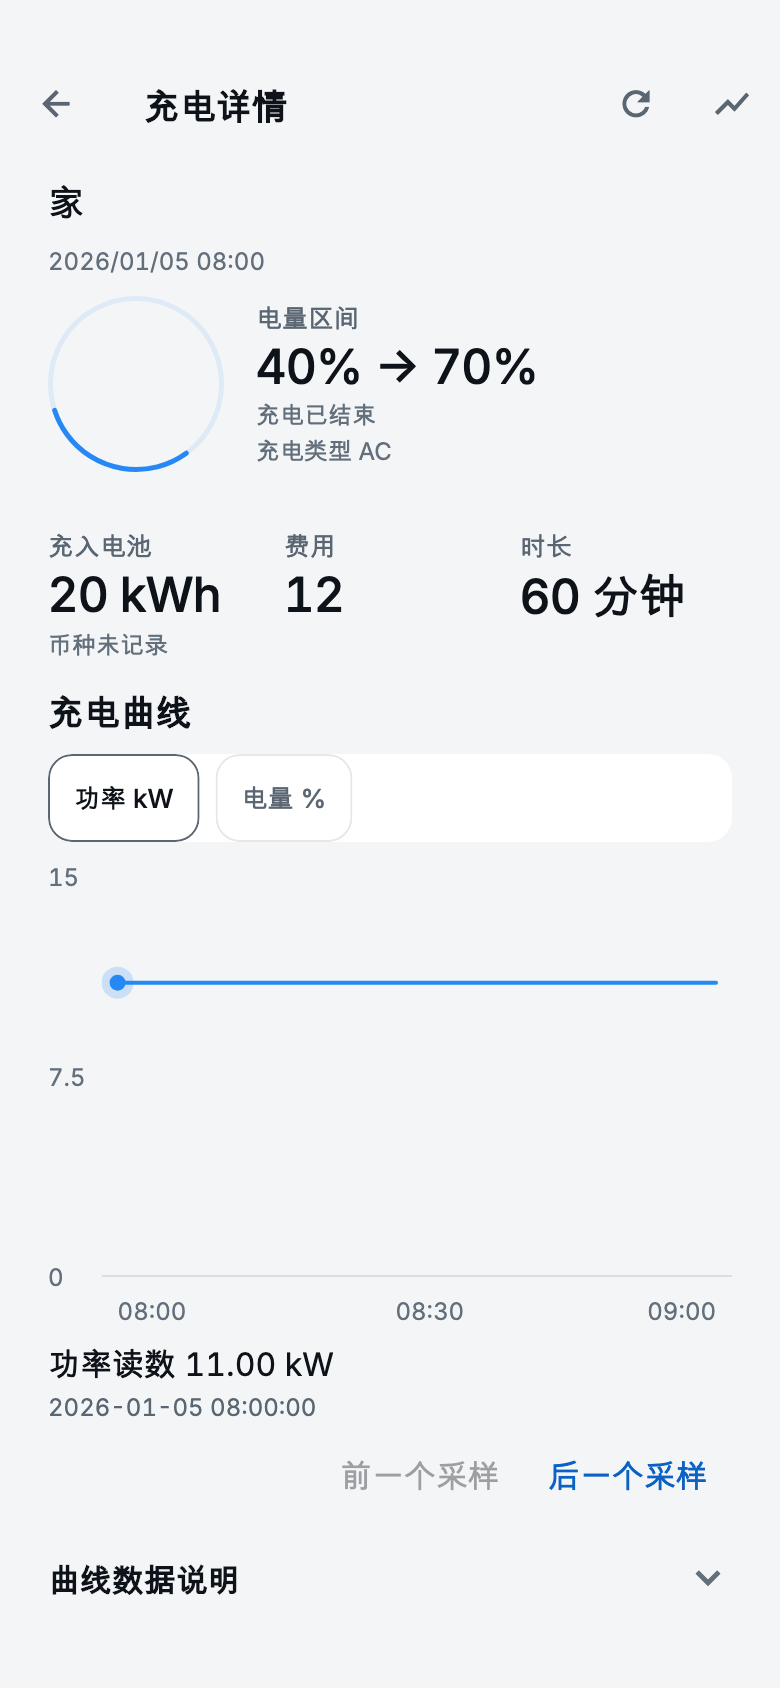 充电详情
家
2026/01/05 08:00
电量区间
40% → 70%
充电已结束
充电类型 AC
充入电池 费用 时长
20 kWh 12 60 分钟
币种未记录
充电曲线
功率 kW 电量 %
15
7.5
0
08:00 08:30 09:00
功率读数 11.00 kW
2026-01-05 08:00:00
前一个采样 后一个采样
曲线数据说明